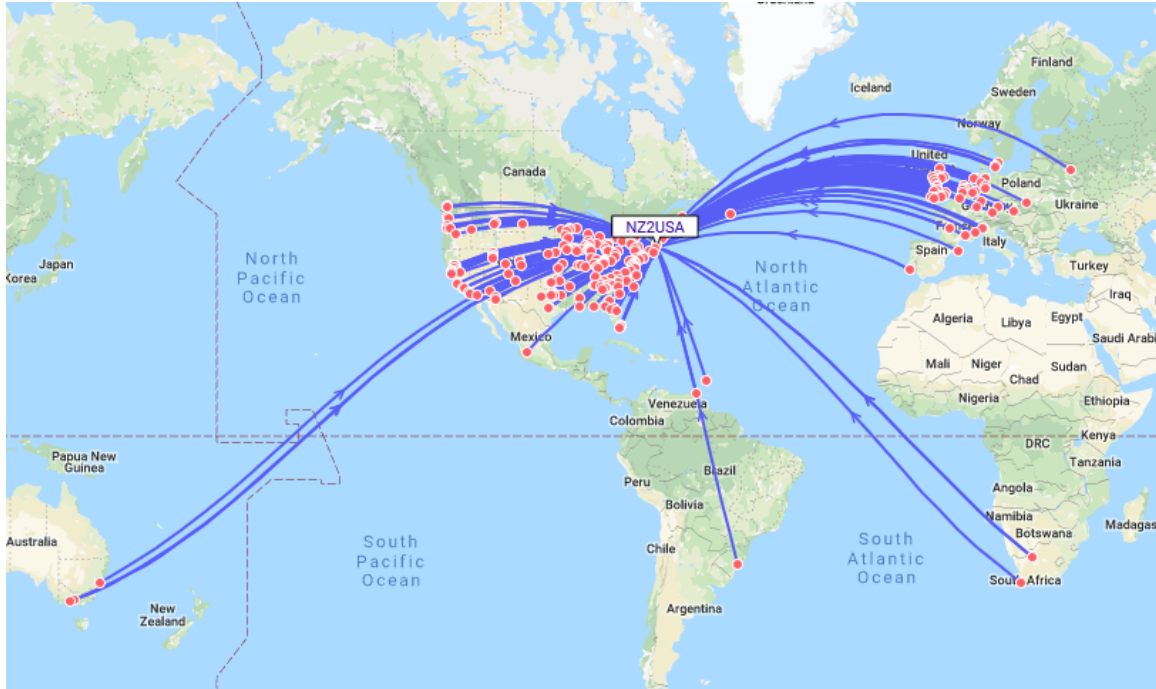 Finland
Iceland
Sweden
Norway
Canada
United
Poland
Ukraine
France
NZ2USA
Spain
Italy
Japan
Korea
North
Pacific
Ocean
North
Atlantic
Ocean
Turkey
Iraq
Algeria
Libya
Egypt
Saudi Arabi
Mexico
Mali
Niger
Sudan
Chad
Nigeria
Ethiopia
Venezuela
Colombia
DRC
Kenya
Tanzania
Papua New
Guinea
Brazil
Peru
Bolivia
Angola
Namibia
Botswana
Madagas
Australia
South
Pacific
Ocean
Chile
South
Atlantic
Ocean
South Africa
New
Zealand
Argentina